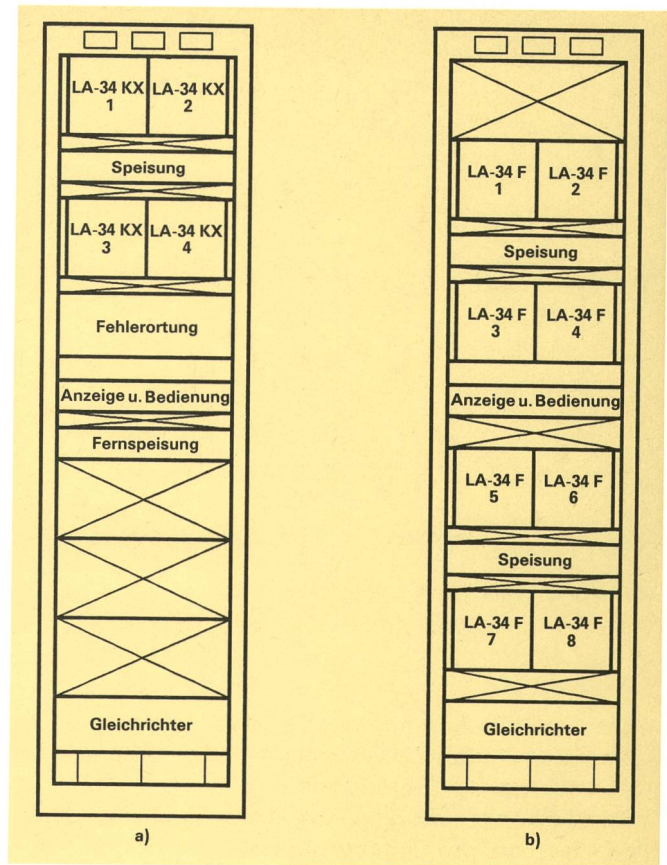 LA-34 KX LA-34 KX
1 2
Speisung
LA-34 KX LA-34 KX
3 4
Fehlerortung
Anzeige u. Bedienung
Fernspeisung
Gleichrichter
a)
LA-34 F LA-34 F
1 2
Speisung
LA-34 F LA-34 F
3 4
Anzeige u. Bedienung
LA-34 F LA-34 F
5 6
Speisung
LA-34 F LA-34 F
7 8
Gleichrichter
b)